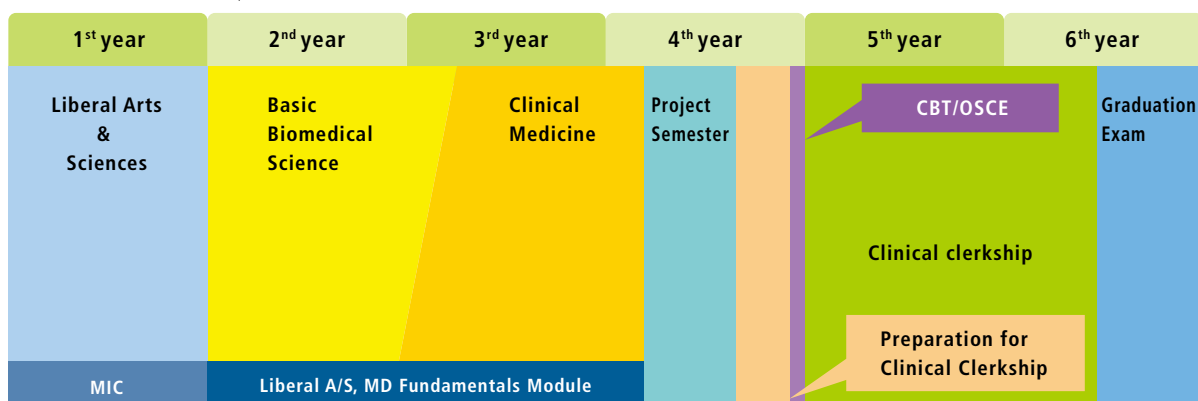 1st year 2nd year 3rd year 4th year 5th year 6th year
Liberal Arts
&
Sciences
Basic
Biomedical
Science
Clinical
Medicine
Project
Semester
CBT/OSCE
Graduation
Exam
Clinical clerkship
Preparation for
Clinical Clerkship
MIC
Liberal A/S, MD Fundamentals Module